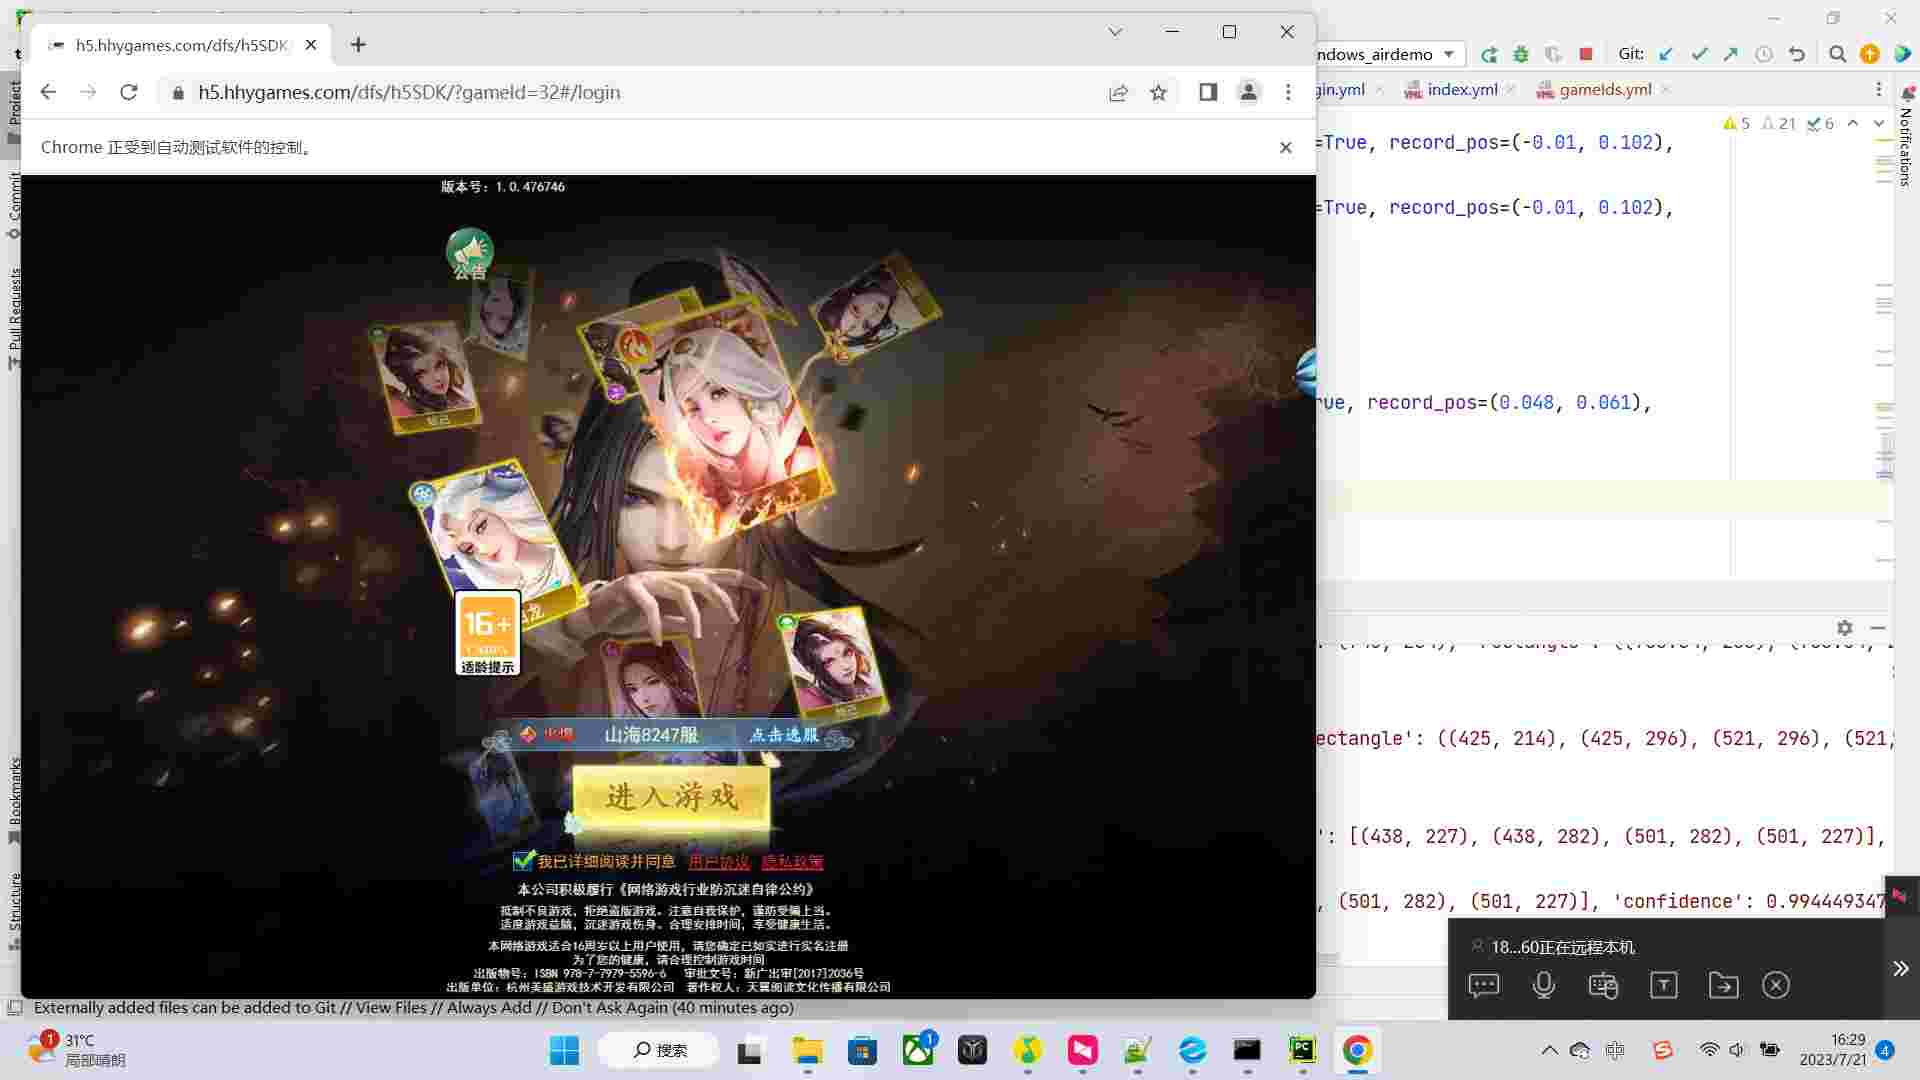 h5.hhygames.com/dfs/h5SDK/
h5.hhygames.com/dfs/h5SDK/?gameId=32#/login
Chrome 正受到自动测试软件的控制。
版本号：1.0.476746
公告
16+
适龄提示
山海8247服
点击选服
进入游戏
我已详细阅读并同意 用户协议 隐私政策
本公司积极履行《网络游戏行业防沉迷自律公约》
抵制不良游戏，拒绝盗版游戏。注意自我保护，谨防受骗上当。
适度游戏益脑，沉迷游戏伤身。合理安排时间，享受健康生活。
本网络游戏适合16周岁以上用户使用，请您确定已如实进行实名注册
为了您的健康，请合理控制游戏时间
出版物号：ISBN 978-7-7979-5596-6 审批文号：新广出审[2017]2036号
出版单位：杭州美盛游戏技术开发有限公司 著作权人：天翼阅读文化传播有限公司
ndows_airdemo
Git:
gin.yml
index.yml
gameIds.yml
5 21 6
=True, record_pos=(-0.01, 0.102),
=True, record_pos=(-0.01, 0.102),
rue, record_pos=(0.048, 0.061),
ectangle': ((425, 214), (425, 296), (521, 296), (521,
': [(438, 227), (438, 282), (501, 282), (501, 227)],
, (501, 282), (501, 227)], 'confidence': 0.994449347
Project
Commit
Pull Requests
Bookmarks
Structure
Notifications
18...60正在远程本机
Externally added files can be added to Git // View Files // Always Add // Don't Ask Again (40 minutes ago)
1
31°C
局部晴朗
搜索
1
PC
中
16:29
2023/7/21
4